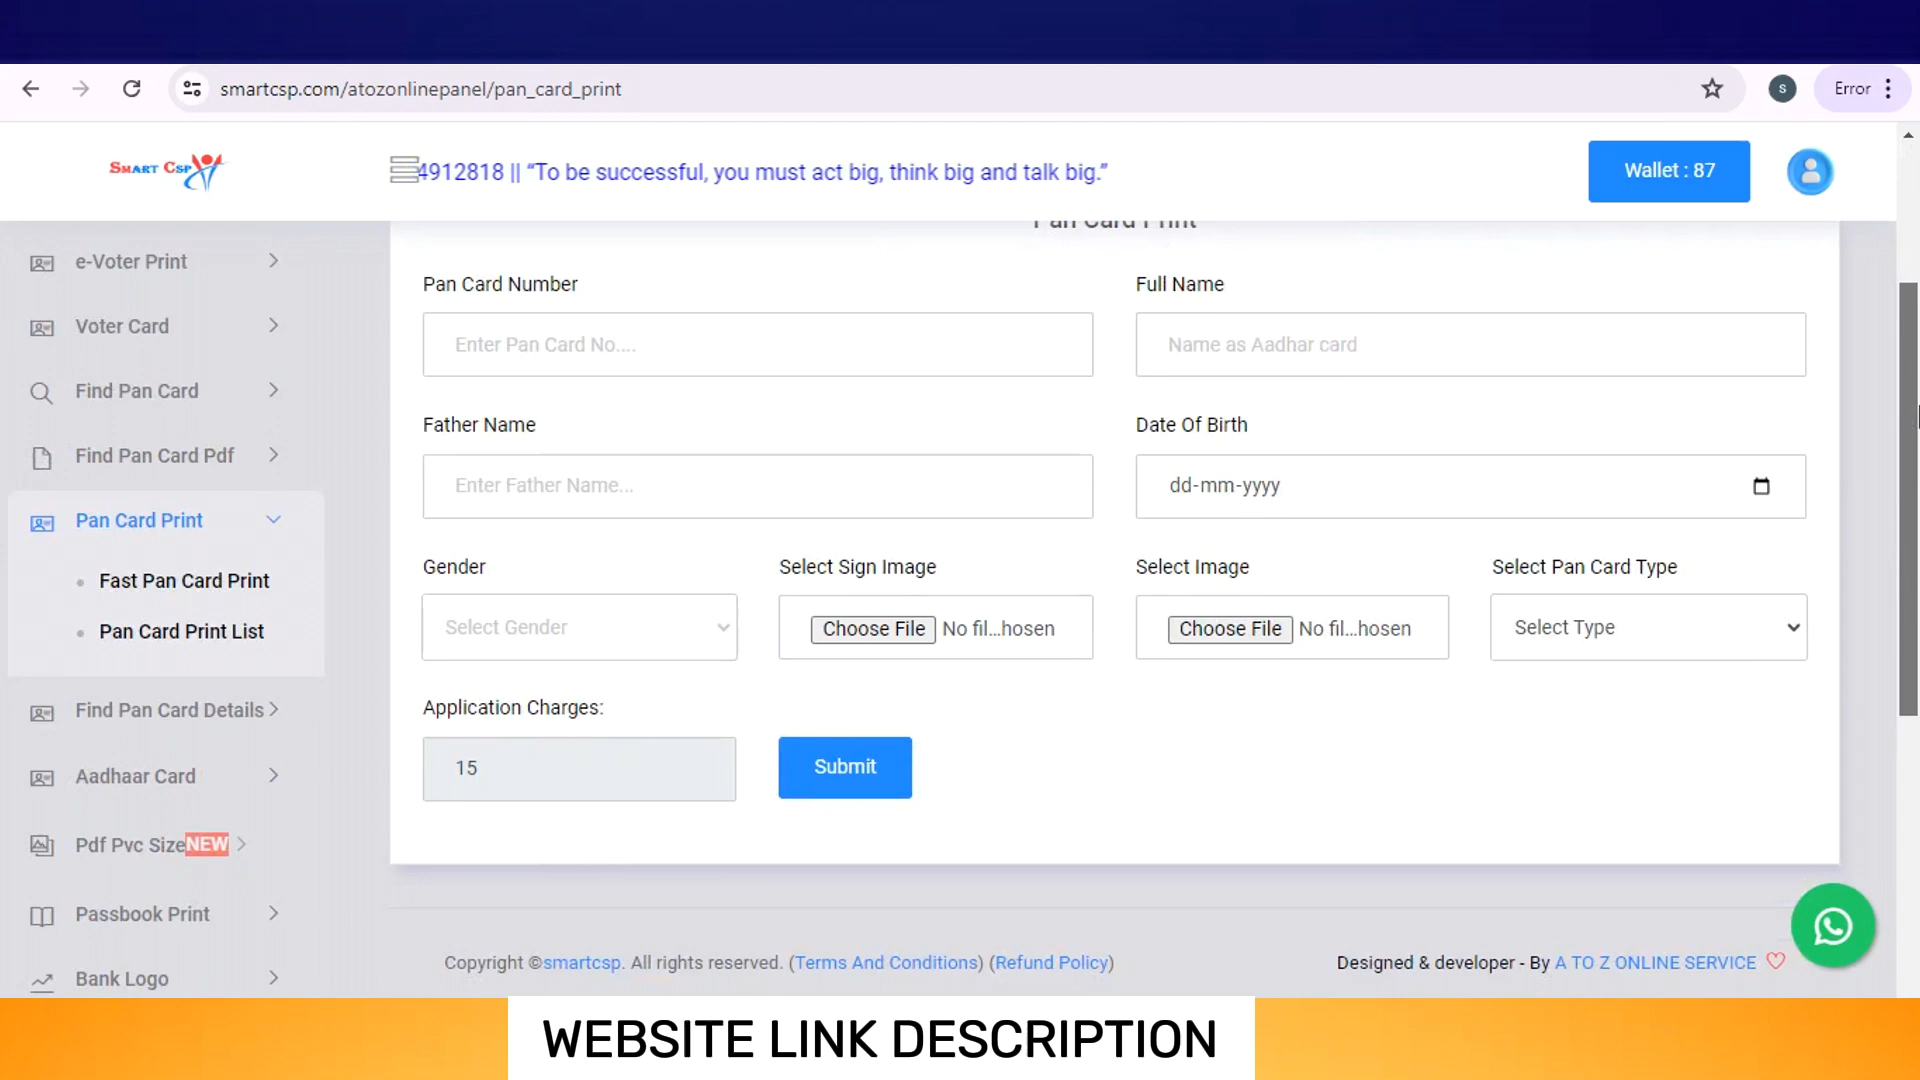 smartcsp.com/atozonlinepanel/pan_card_print
S
Error
SMART CSP
4912818 || “To be successful, you must act big, think big and talk big.”
Wallet : 87
Pan Card Print
e-Voter Print
Voter Card
Find Pan Card
Find Pan Card Pdf
Pan Card Print
Fast Pan Card Print
Pan Card Print List
Find Pan Card Details
Aadhaar Card
Pdf Pvc Size NEW
Passbook Print
Bank Logo
Pan Card Number
Full Name
Enter Pan Card No....
Name as Aadhar card
Father Name
Date Of Birth
Enter Father Name...
dd-mm-yyyy
Gender
Select Sign Image
Select Image
Select Pan Card Type
Select Gender
Choose File No fil...hosen
Choose File No fil...hosen
Select Type
Application Charges:
15
Submit
Copyright ©smartcsp. All rights reserved. (Terms And Conditions) (Refund Policy)
Designed & developer - By A TO Z ONLINE SERVICE
WEBSITE LINK DESCRIPTION